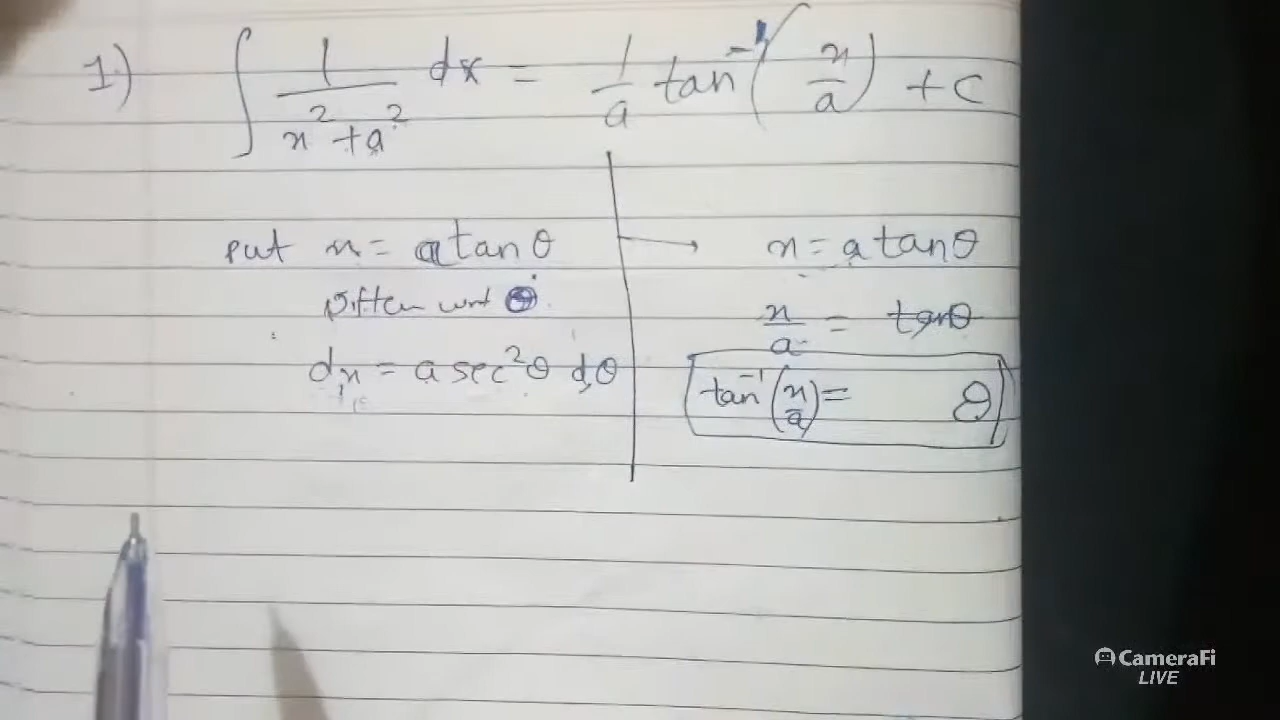 1.) ∫ 1/(x²+a²) dx = 1/a tan⁻¹(x/a) + c
put x = a tan θ
Differ wrt θ.
dx = a sec²θ dθ
x = a tan θ
x/a = tan θ
tan⁻¹(x/a) = θ
CameraFi
LIVE